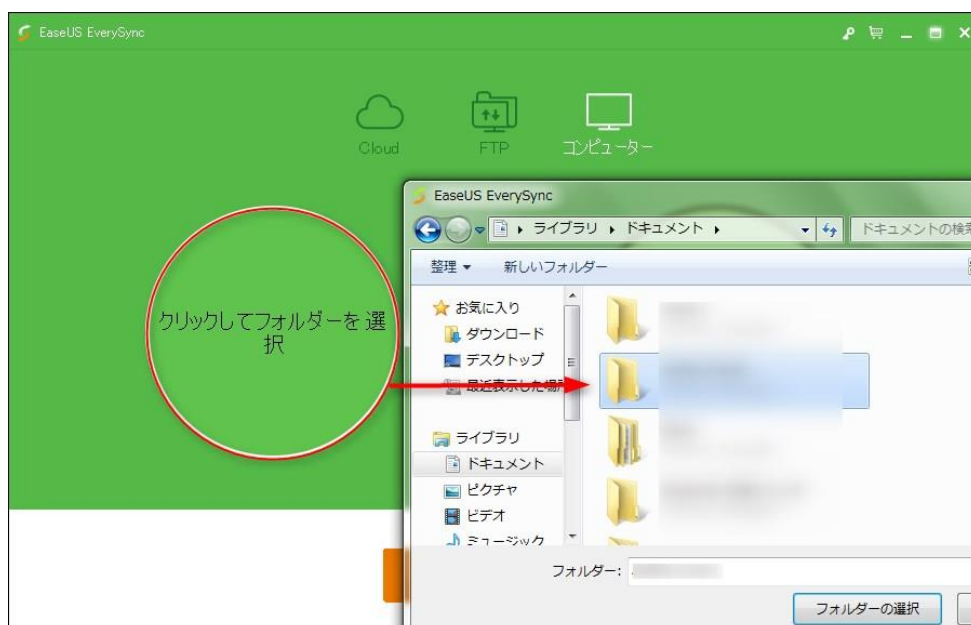 EaseUS EverySync
Cloud
FTP
コンピューター
クリックしてフォルダーを選
択
EaseUS EverySync
ライブラリ
ドキュメント
ドキュメントの検索
整理
新しいフォルダー
お気に入り
ダウンロード
デスクトップ
最近表示した場所
ライブラリ
ドキュメント
ピクチャ
ビデオ
ミュージック
フォルダー:
フォルダーの選択